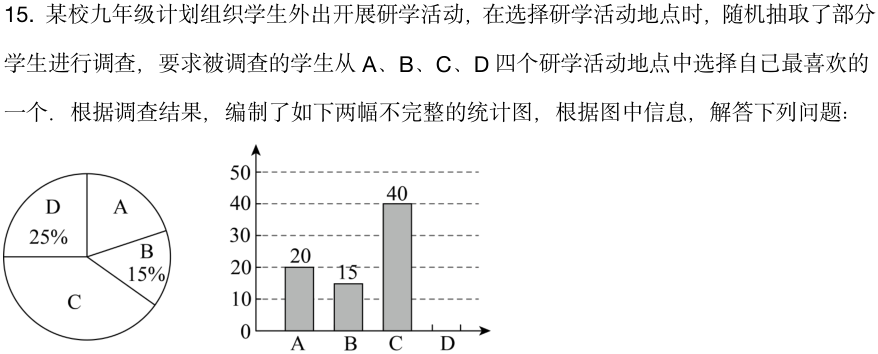 15. 某校九年级计划组织学生外出开展研学活动，在选择研学活动地点时，随机抽取了部分
学生进行调查，要求被调查的学生从 A、B、C、D 四个研学活动地点中选择自己最喜欢的
一个．根据调查结果，编制了如下两幅不完整的统计图，根据图中信息，解答下列问题：
D
A
25%
B
15%
C
50
40
40
30
20
20
15
10
0
A B C D